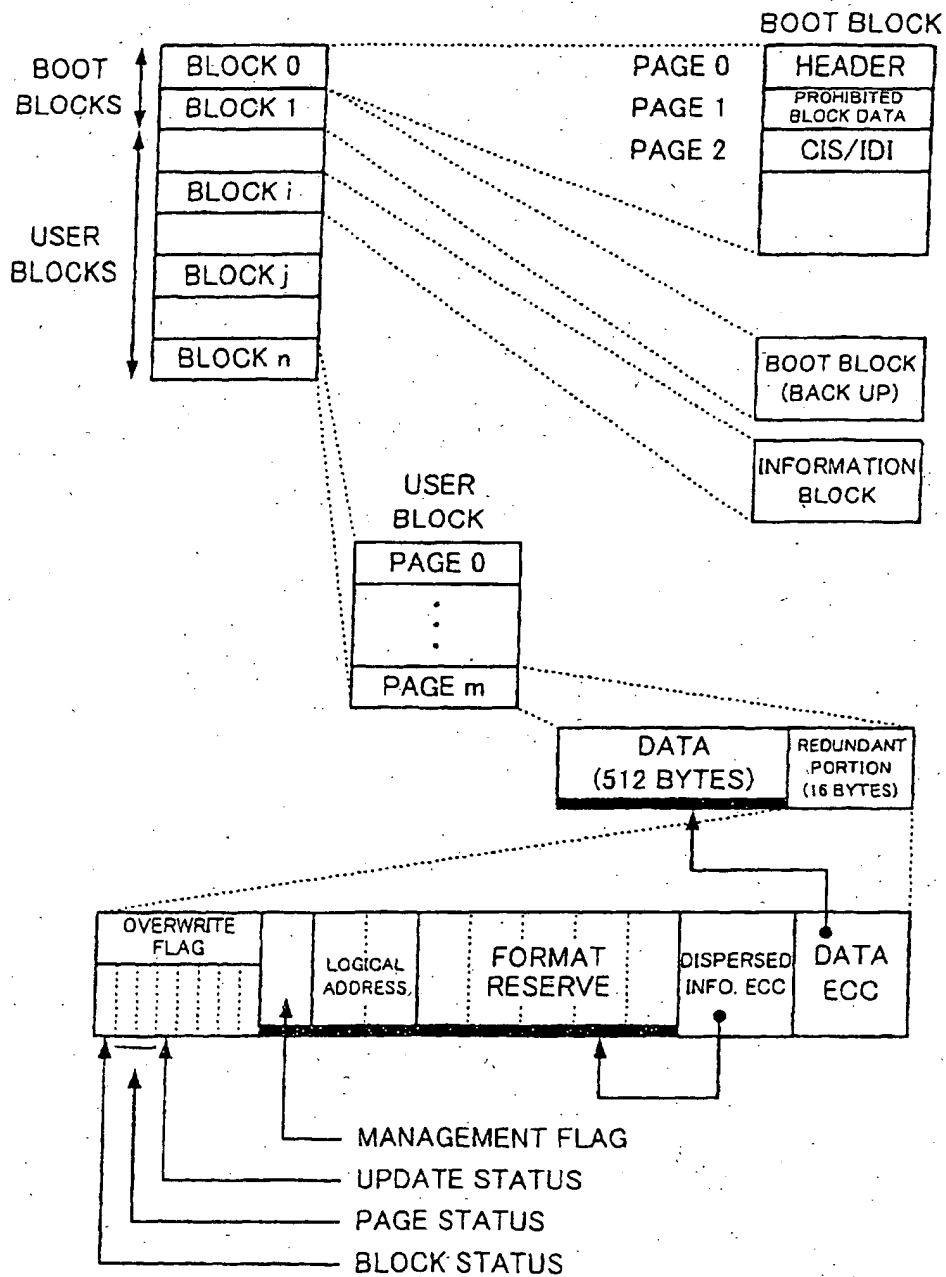 BOOT BLOCK
BOOT
BLOCKS
BLOCK 0
BLOCK 1
BLOCK i
BLOCK j
BLOCK n
USER
BLOCKS
PAGE 0
HEADER
PAGE 1
PROHIBITED
BLOCK DATA
PAGE 2
CIS/IDI
BOOT BLOCK
(BACK UP)
INFORMATION
BLOCK
USER
BLOCK
PAGE 0
PAGE m
DATA
(512 BYTES)
REDUNDANT
PORTION
(16 BYTES)
OVERWRITE
FLAG
LOGICAL
ADDRESS
FORMAT
RESERVE
DISPERSED
INFO. ECC
DATA
ECC
MANAGEMENT FLAG
UPDATE STATUS
PAGE STATUS
BLOCK STATUS